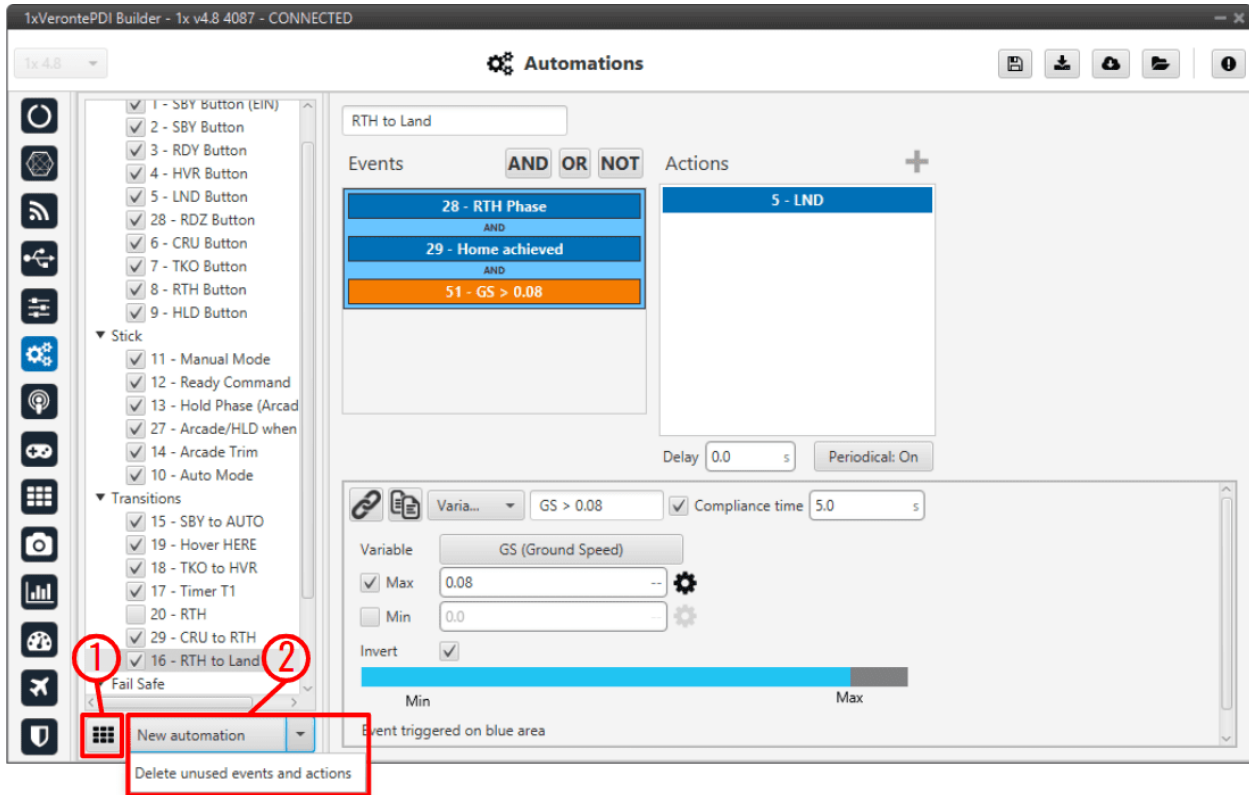 1xVerontePDI Builder - 1x v4.8 4087 - CONNECTED
1x 4.8
Automations
1 - SBY Button (EIN)
2 - SBY Button
3 - RDY Button
4 - HVR Button
5 - LND Button
28 - RDZ Button
6 - CRU Button
7 - TKO Button
8 - RTH Button
9 - HLD Button
Stick
11 - Manual Mode
12 - Ready Command
13 - Hold Phase (Arcad
27 - Arcade/HLD when
14 - Arcade Trim
10 - Auto Mode
Transitions
15 - SBY to AUTO
19 - Hover HERE
18 - TKO to HVR
17 - Timer T1
20 - RTH
29 - CRU to RTH
16 - RTH to Land
Fail Safe
1
2
New automation
Delete unused events and actions
RTH to Land
Events AND OR NOT
28 - RTH Phase
AND
29 - Home achieved
AND
51 - GS > 0.08
Actions
5 - LND
Delay 0.0 s Periodical: On
Varia... GS > 0.08 Compliance time 5.0 s
Variable GS (Ground Speed)
Max 0.08 --
Min 0.0 --
Invert
Min Max
Event triggered on blue area